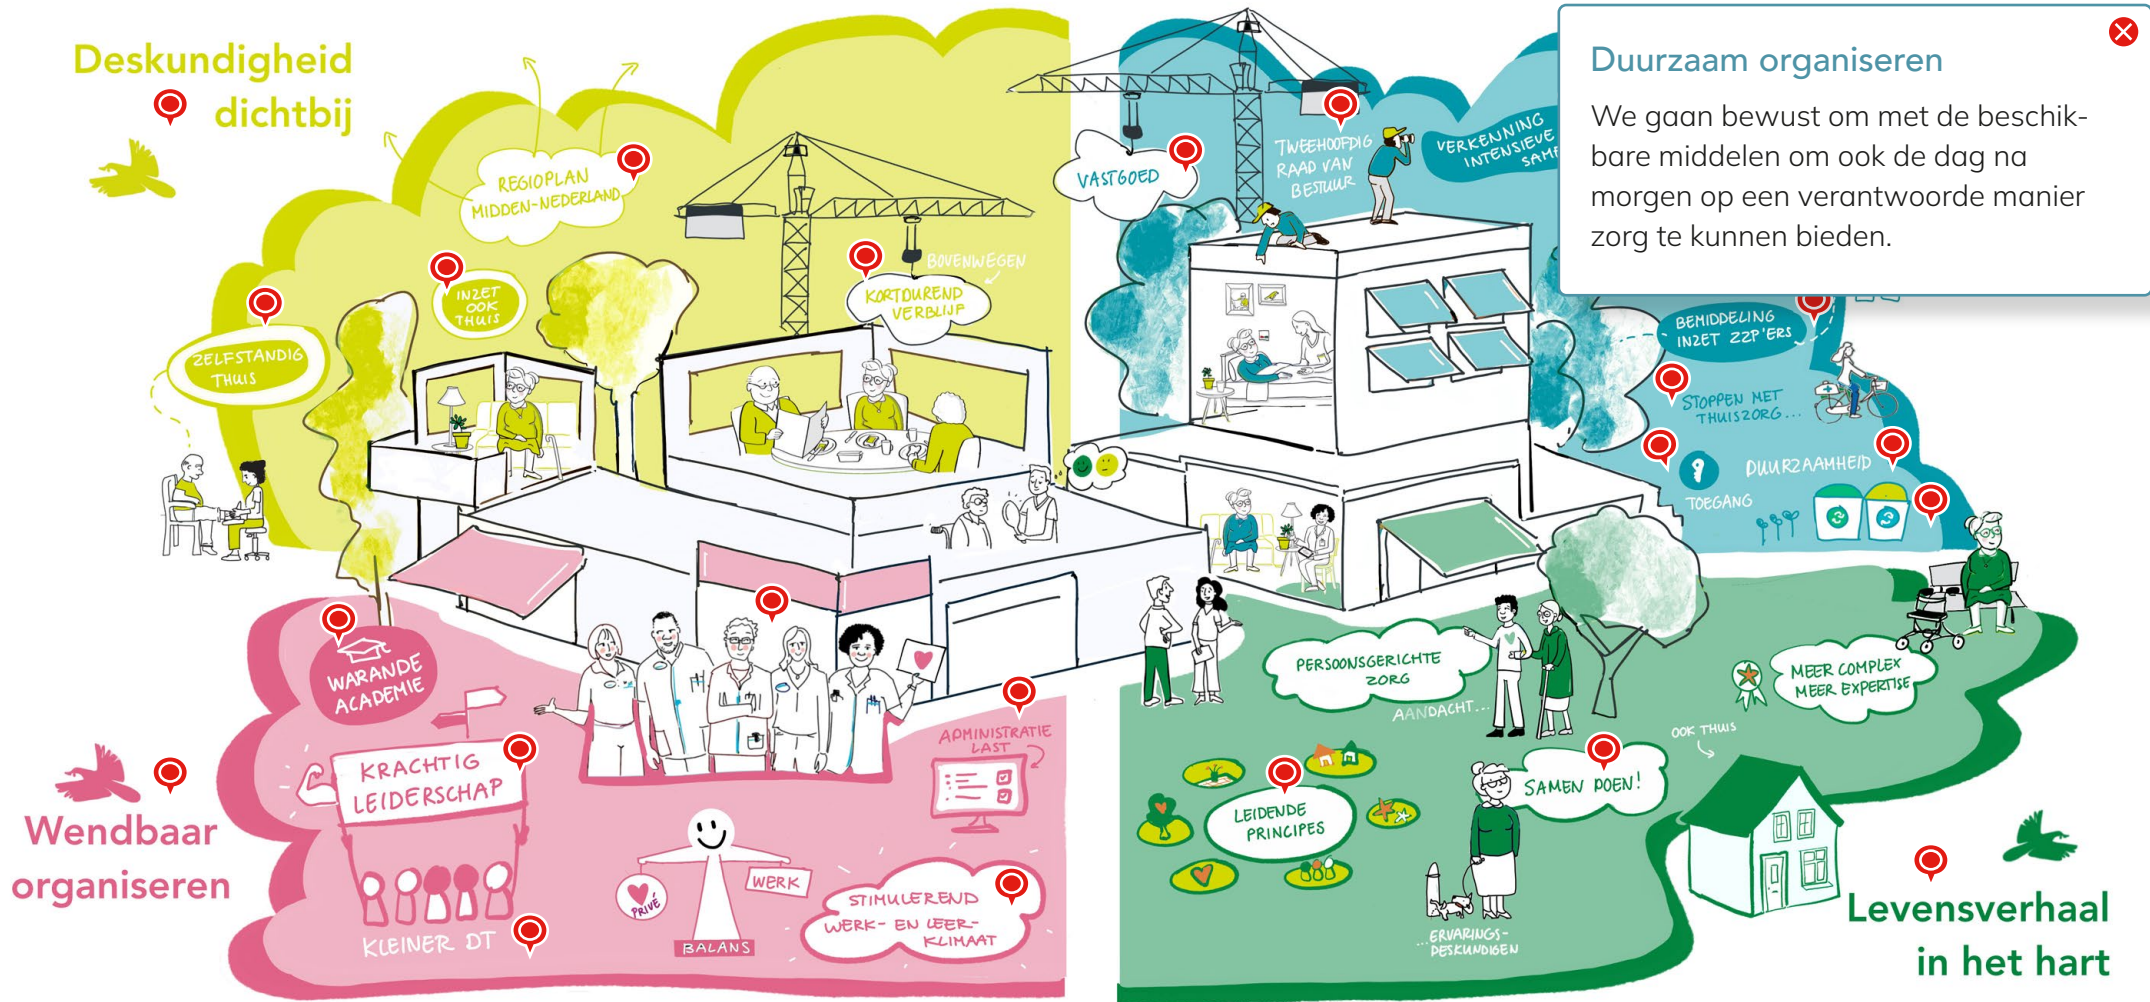 Deskundigheid
dichtbij
REGIOPLAN
MIDDEN-NEDERLAND
INZET
OOK
THUIS
ZELFSTANDIG
THUIS
BOVENWEGEN
KORTDUREND
VERBLIJF
VASTGOED
TWEEHOOFDIG
RAAD VAN
BESTUUR
VERKENNING
INTENSIEVE
Duurzaam organiseren
We gaan bewust om met de beschik-
bare middelen om ook de dag na
morgen op een verantwoorde manier
zorg te kunnen bieden.
BEMIDDELING
INZET ZZP'ERS
STOPPEN MET
THUISZORG...
DUURZAAMHEID
TOEGANG
WARANDE
ACADEMIE
KRACHTIG
LEIDERSCHAP
KLEINER DT
Wendbaar
organiseren
ADMINISTRATIE
LAST
PRIVÉ
WERK
BALANS
STIMULEREND
WERK- EN LEER-
KLIMAAT
PERSOONSGERICHTE
ZORG
AANDACHT...
MEER COMPLEX
MEER EXPERTISE
OOK THUIS
SAMEN DOEN!
LEIDENDE
PRINCIPES
...ERVARINGS-
DESKUNDIGEN
Levensverhaal
in het hart